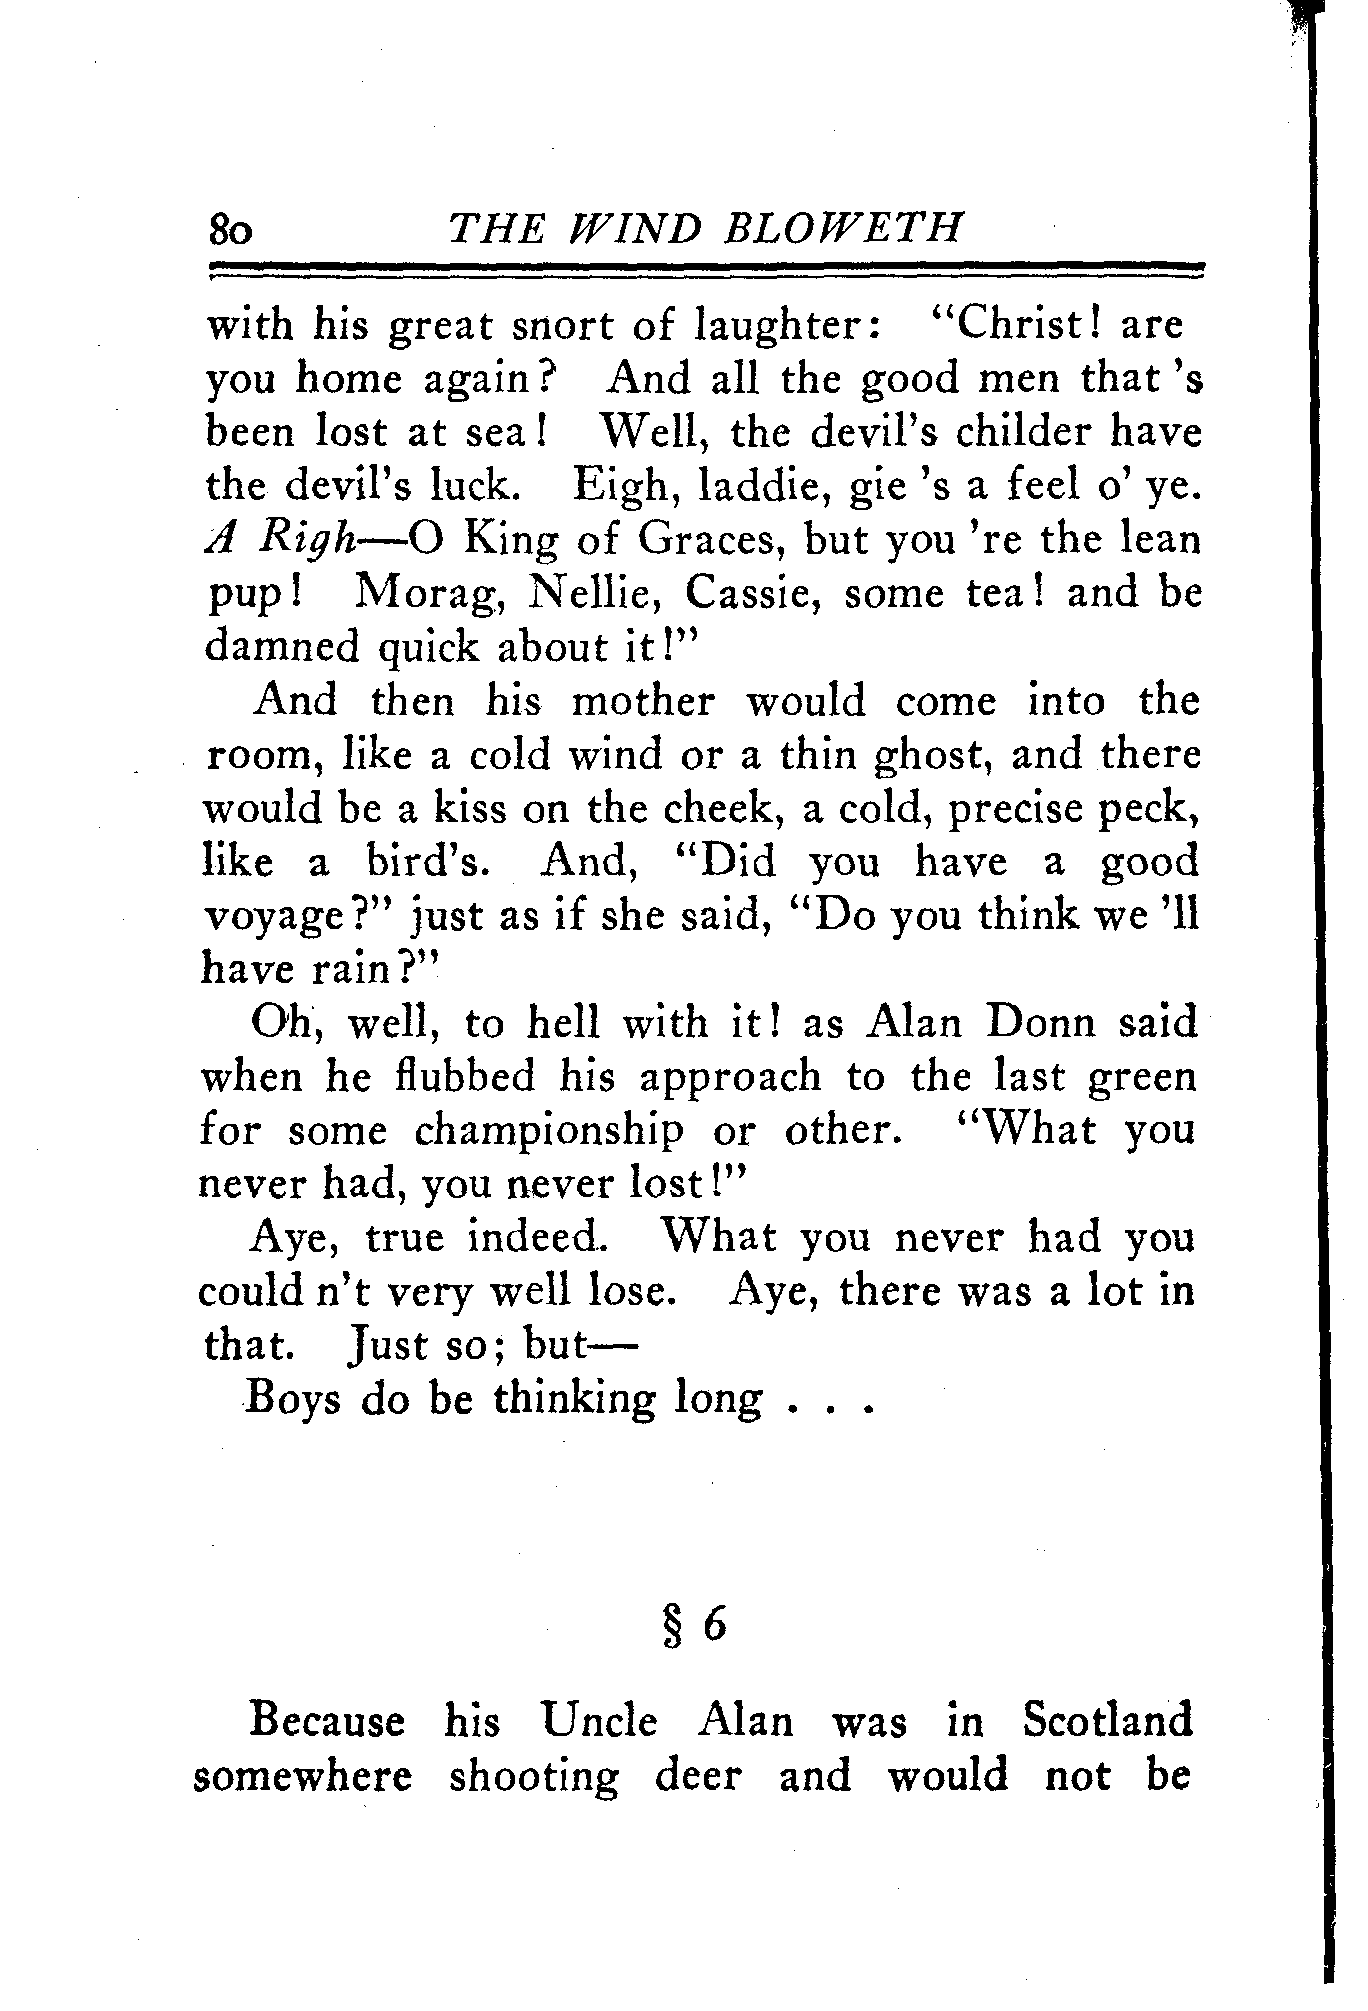 80 THE WIND BLOWETH
with his great snort of laughter: "Christ! are
you home again? And all the good men that 's
been lost at sea! Well, the devil's childer have
the devil's luck. Eigh, laddie, gie 's a feel o' ye.
A Righ—O King of Graces, but you 're the lean
pup! Morag, Nellie, Cassie, some tea! and be
damned quick about it!"
And then his mother would come into the
room, like a cold wind or a thin ghost, and there
would be a kiss on the cheek, a cold, precise peck,
like a bird's. And, "Did you have a good
voyage?" just as if she said, "Do you think we 'll
have rain?"
Oh, well, to hell with it! as Alan Donn said
when he flubbed his approach to the last green
for some championship or other. "What you
never had, you never lost!"
Aye, true indeed. What you never had you
could n't very well lose. Aye, there was a lot in
that. Just so; but—
Boys do be thinking long . . .
§ 6
Because his Uncle Alan was in Scotland
somewhere shooting deer and would not be